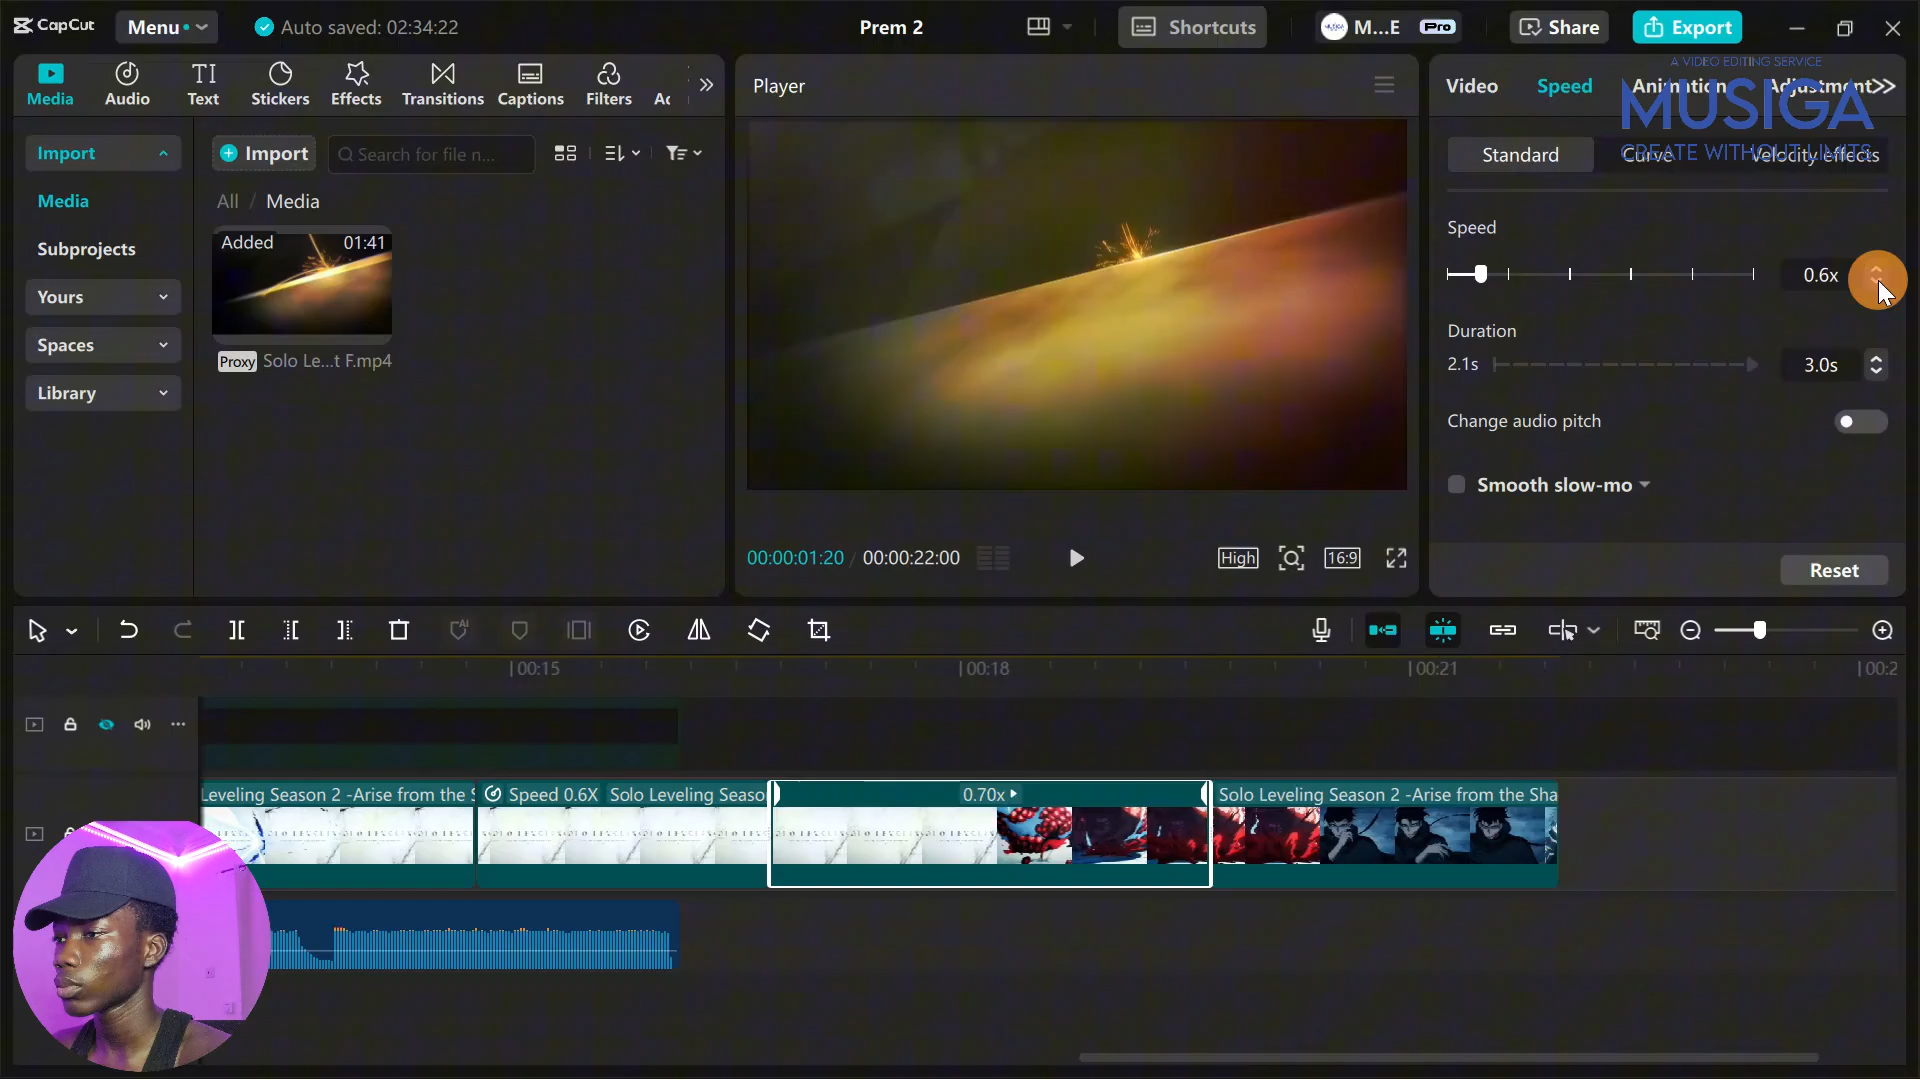 CapCut
Menu
Auto saved: 02:34:22
Prem 2
Shortcuts
M...E
Pro
Share
Export
Media
Audio
TI
Text
Stickers
Effects
Transitions
Captions
Filters
Player
Video
Speed
Animation
Adjustment
A VIDEO EDITING SERVICE
MUSIGA
CREATE WITHOUT LIMITS
Import
Media
Subprojects
Yours
Spaces
Library
Import
Search for file n...
All / Media
Added
01:41
Proxy
Solo Le...t F.mp4
Standard
Curve
Velocity effects
Speed
0.6x
Duration
2.1s
3.0s
Change audio pitch
Smooth slow-mo
Reset
00:00:01:20 / 00:00:22:00
High
16:9
00:15
00:18
00:21
Leveling Season 2 -Arise from the
Speed 0.6X
Solo Leveling Seaso
0.70x
Solo Leveling Season 2 -Arise from the Sha